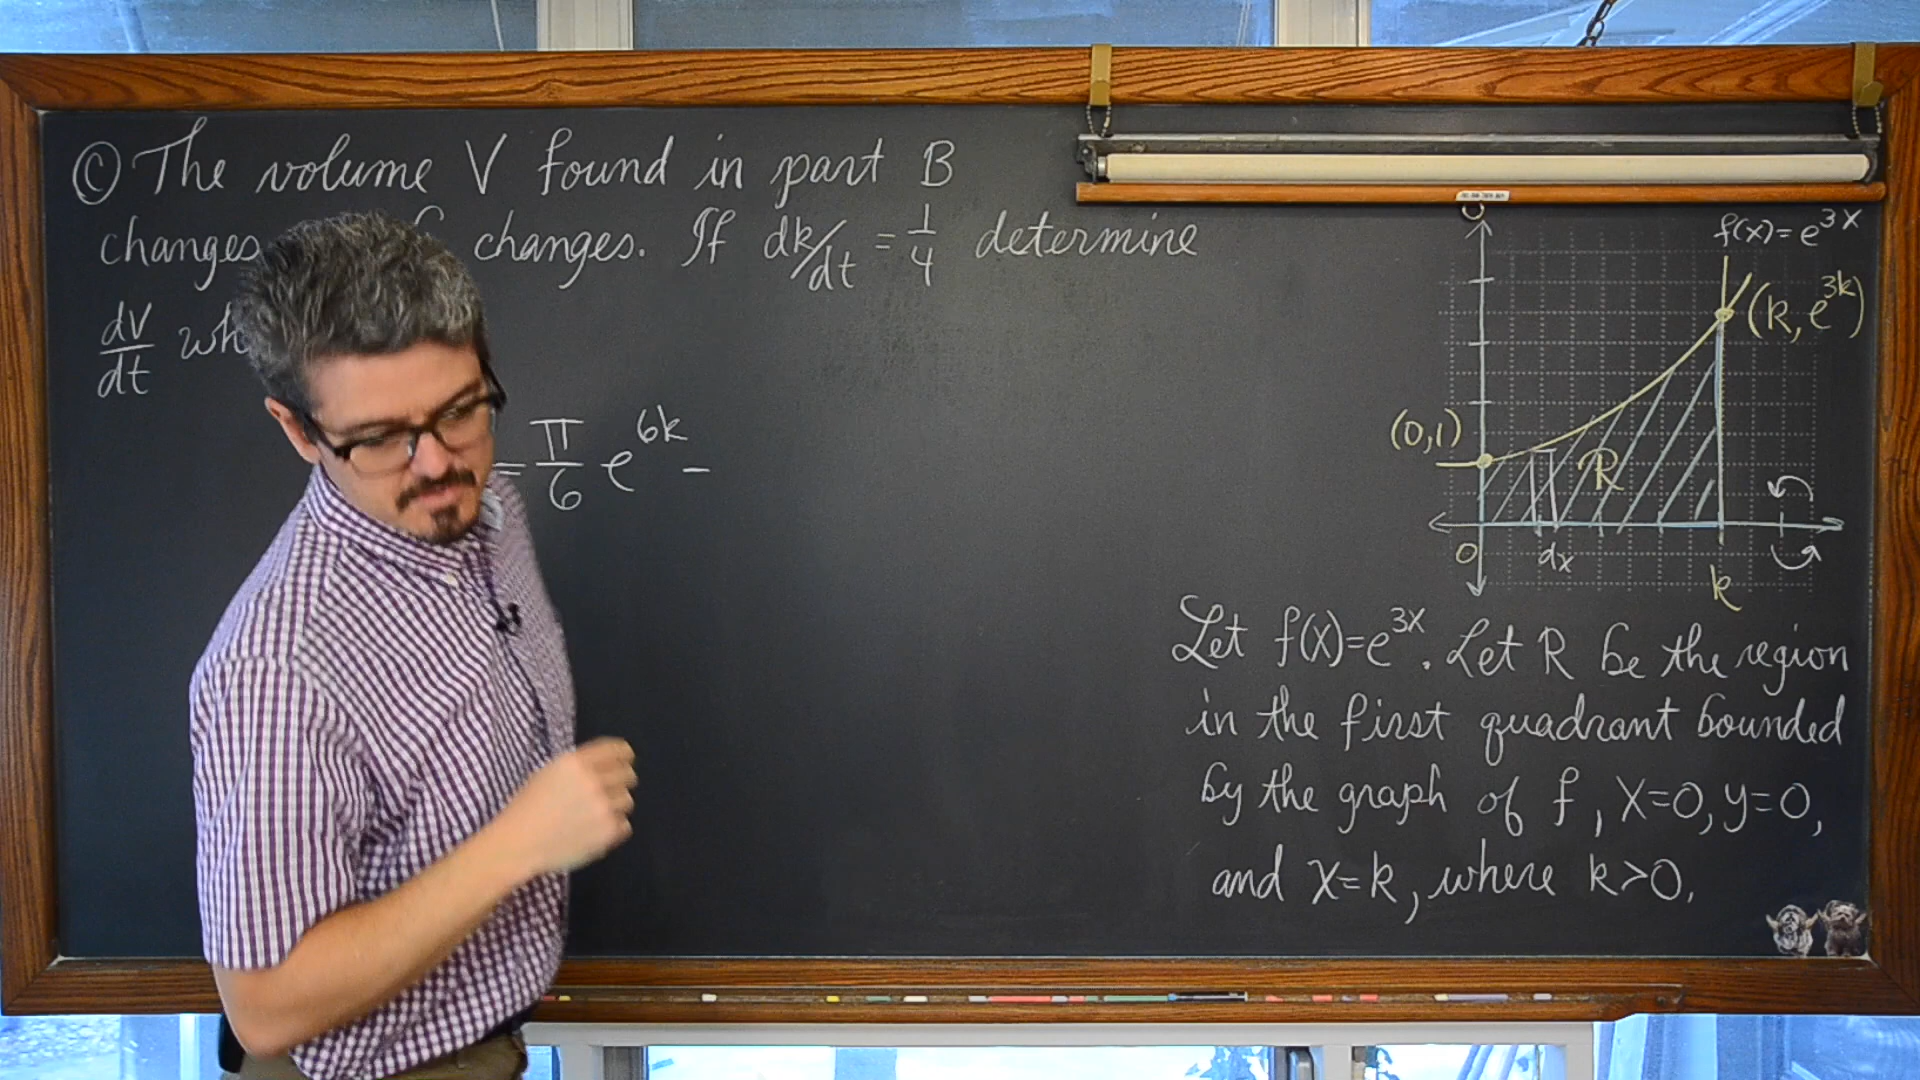 © The volume V found in part B
changes changes. If dk/dt = 1/4 determine
dV/dt wh
= π/6 e^6k -
f(x)=e^3x
(k, e^3k)
(0,1)
R
0 dx k
Let f(x)=e^3x. Let R be the region
in the first quadrant bounded
by the graph of f, x=0, y=0,
and x=k, where k>0.